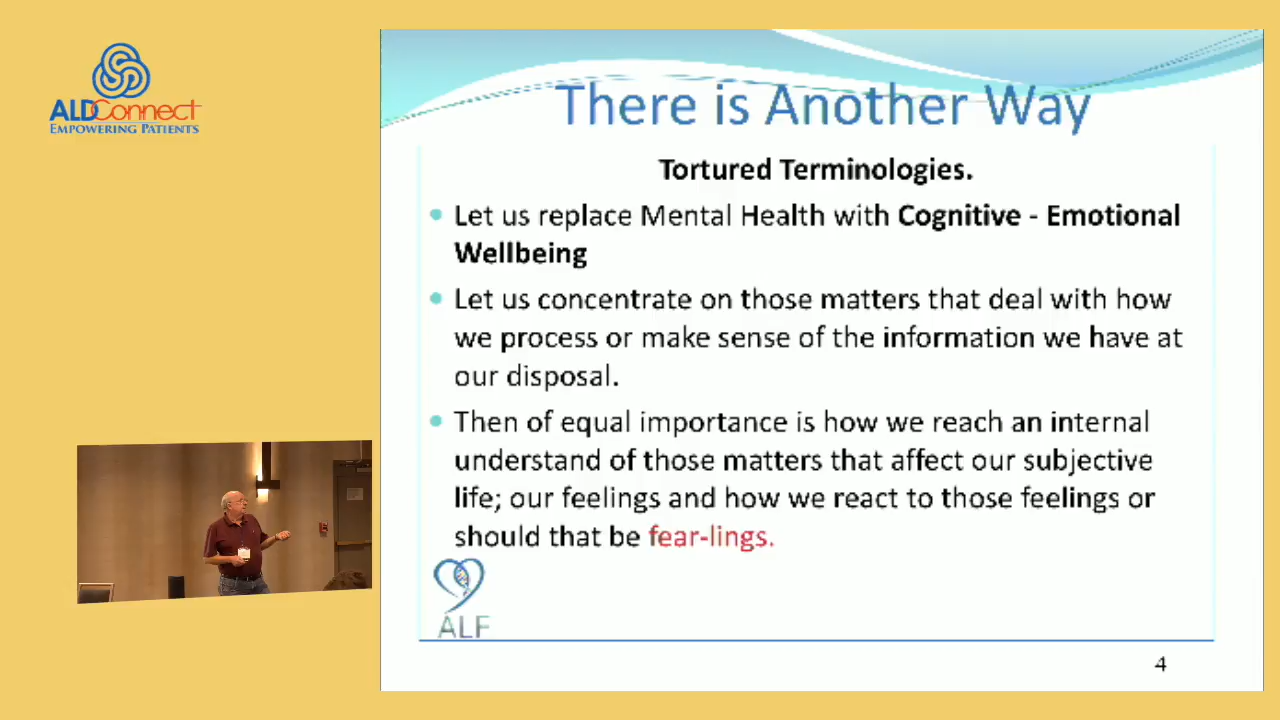 ALDConnect
EMPOWERING PATIENTS
There is Another Way
Tortured Terminologies.
Let us replace Mental Health with Cognitive - Emotional
Wellbeing
Let us concentrate on those matters that deal with how
we process or make sense of the information we have at
our disposal.
Then of equal importance is how we reach an internal
understand of those matters that affect our subjective
life; our feelings and how we react to those feelings or
should that be fear-lings.
ALF
4